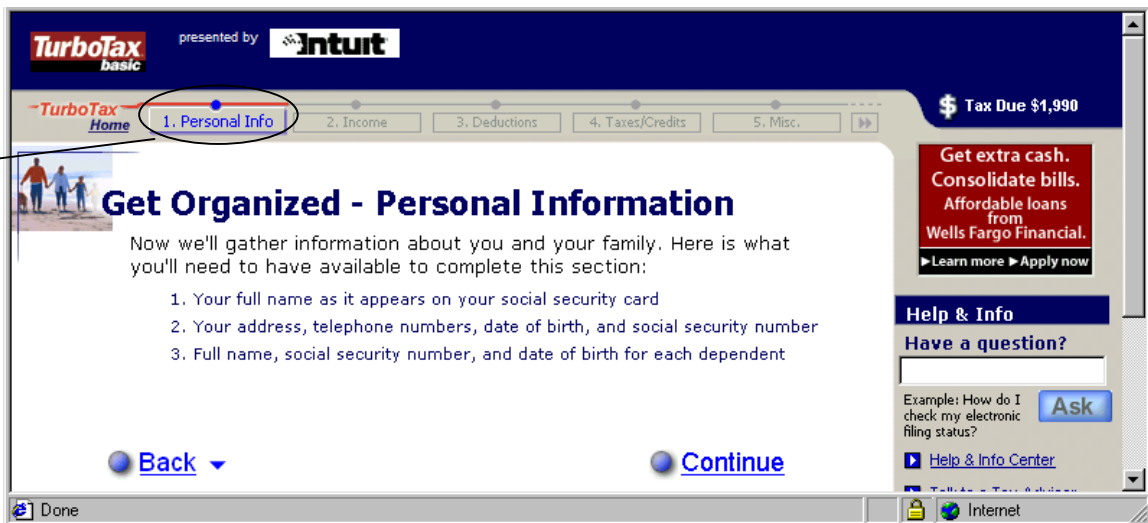 TurboTax
basic
presented by
Intuit
TurboTax
Home
1. Personal Info
2. Income
3. Deductions
4. Taxes/Credits
5. Misc.
$ Tax Due $1,990
Get Organized - Personal Information
Now we'll gather information about you and your family. Here is what
you'll need to have available to complete this section:
1. Your full name as it appears on your social security card
2. Your address, telephone numbers, date of birth, and social security number
3. Full name, social security number, and date of birth for each dependent
Back
Continue
Get extra cash.
Consolidate bills.
Affordable loans
from
Wells Fargo Financial.
Learn more Apply now
Help & Info
Have a question?
Example: How do I
check my electronic
filing status?
Ask
Help & Info Center
Done
Internet